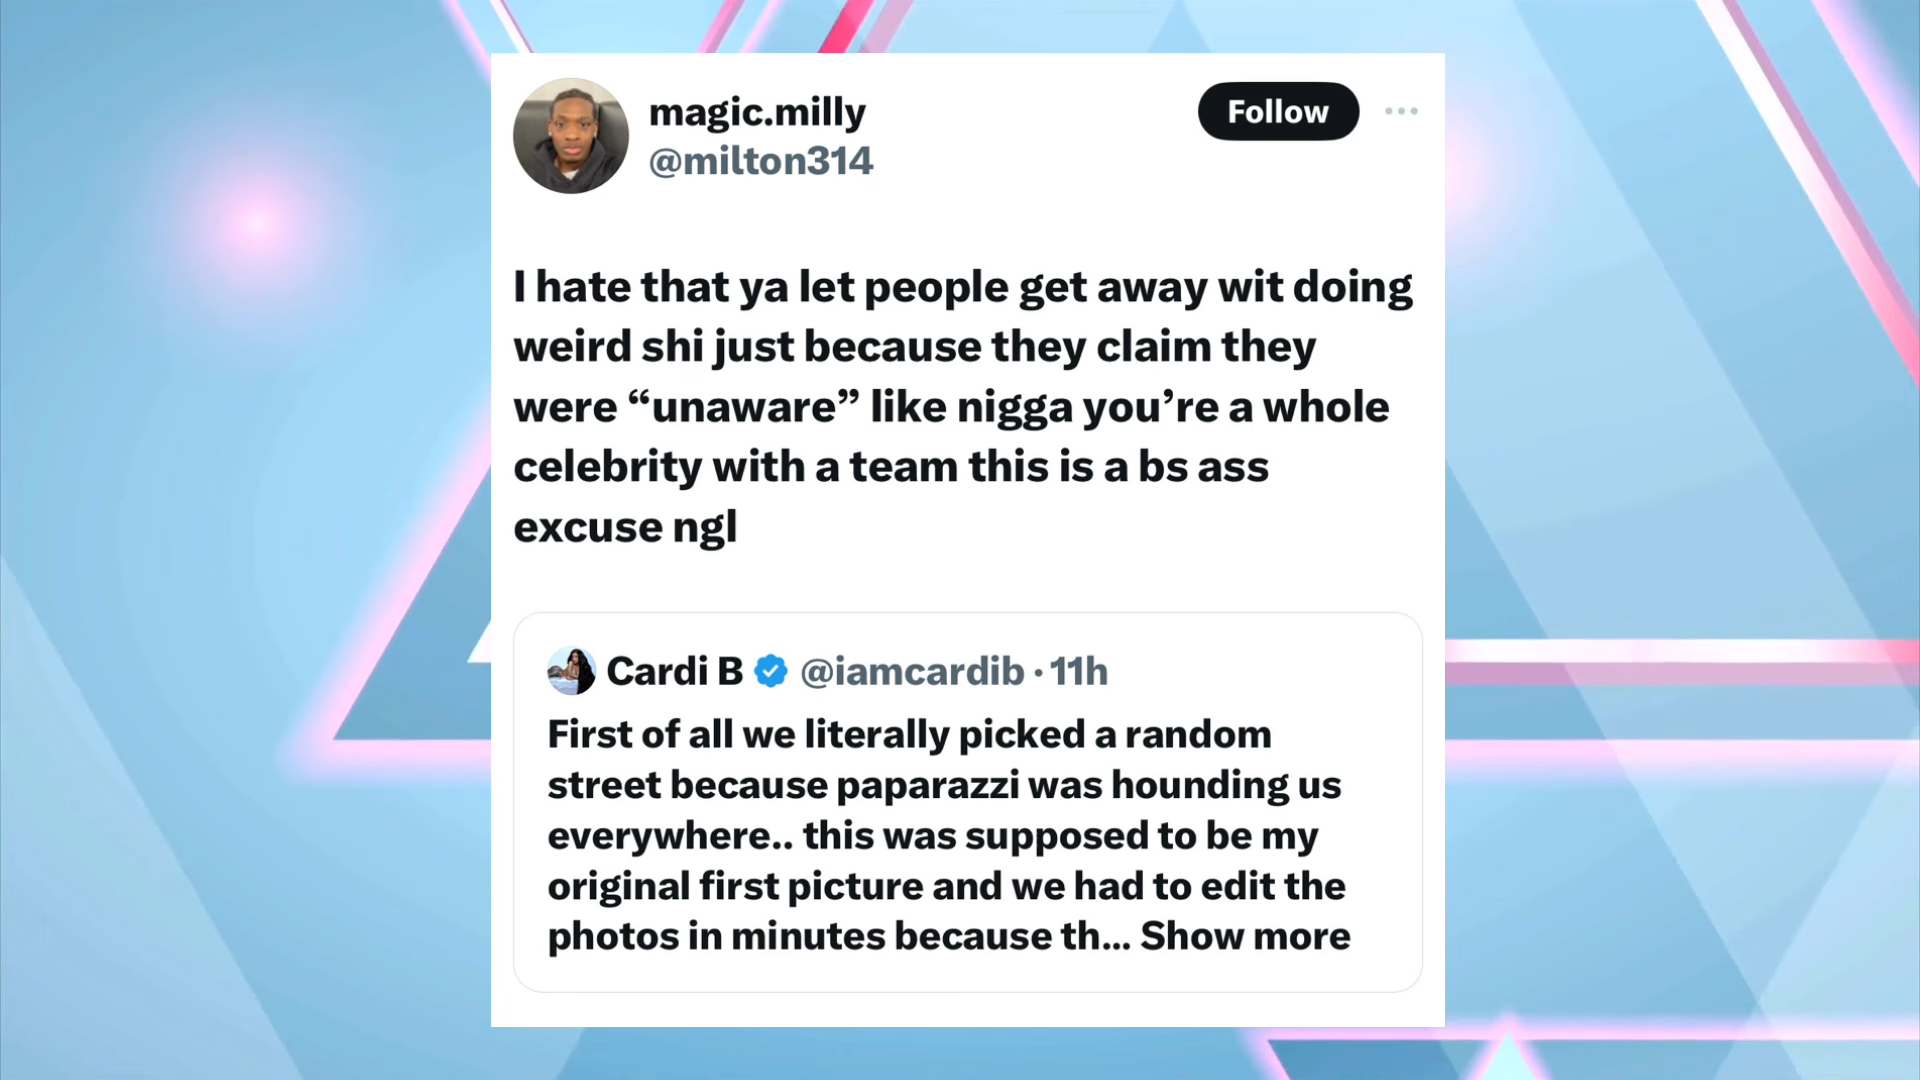 magic.milly
@milton314
Follow
I hate that ya let people get away wit doing
weird shi just because they claim they
were “unaware” like nigga you’re a whole
celebrity with a team this is a bs ass
excuse ngl
Cardi B @iamcardib · 11h
First of all we literally picked a random
street because paparazzi was hounding us
everywhere.. this was supposed to be my
original first picture and we had to edit the
photos in minutes because th... Show more